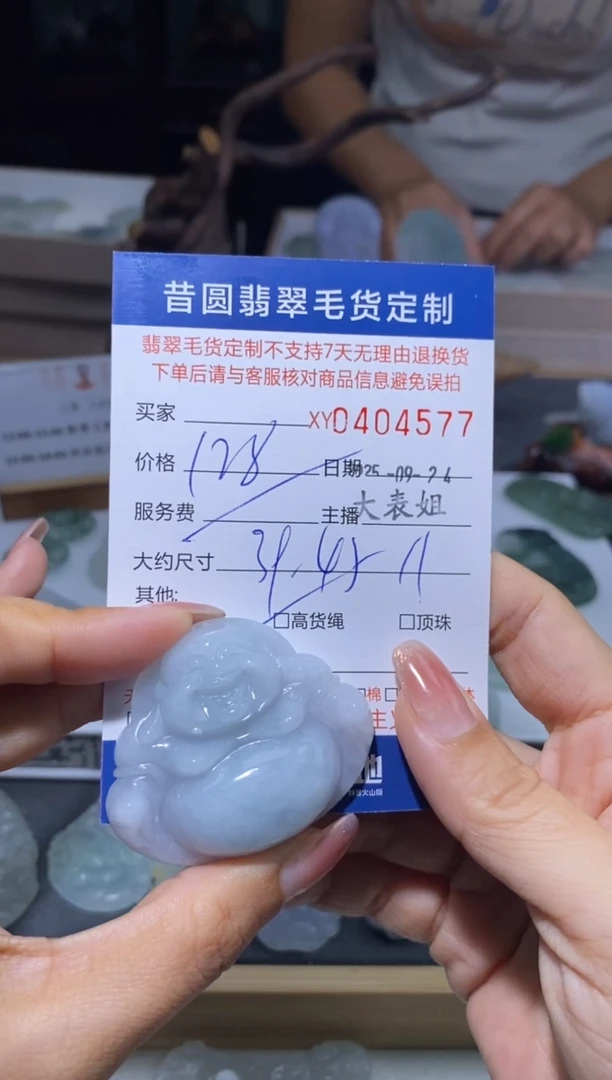 昔圆翡翠毛货定制
翡翠毛货定制不支持7天无理由退换货
下单后请与客服核对商品信息避免误拍
买家 XY0404577
价格 128 日期 25-09-24
服务费 主播 大表姐
大约尺寸
其他:
□高货绳 □顶珠
棉□
主